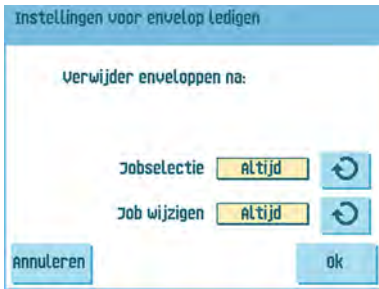 Instellingen voor envelop ledigen
Verwijder enveloppen na:
Jobselectie Altijd
Job wijzigen Altijd
Annuleren Ok